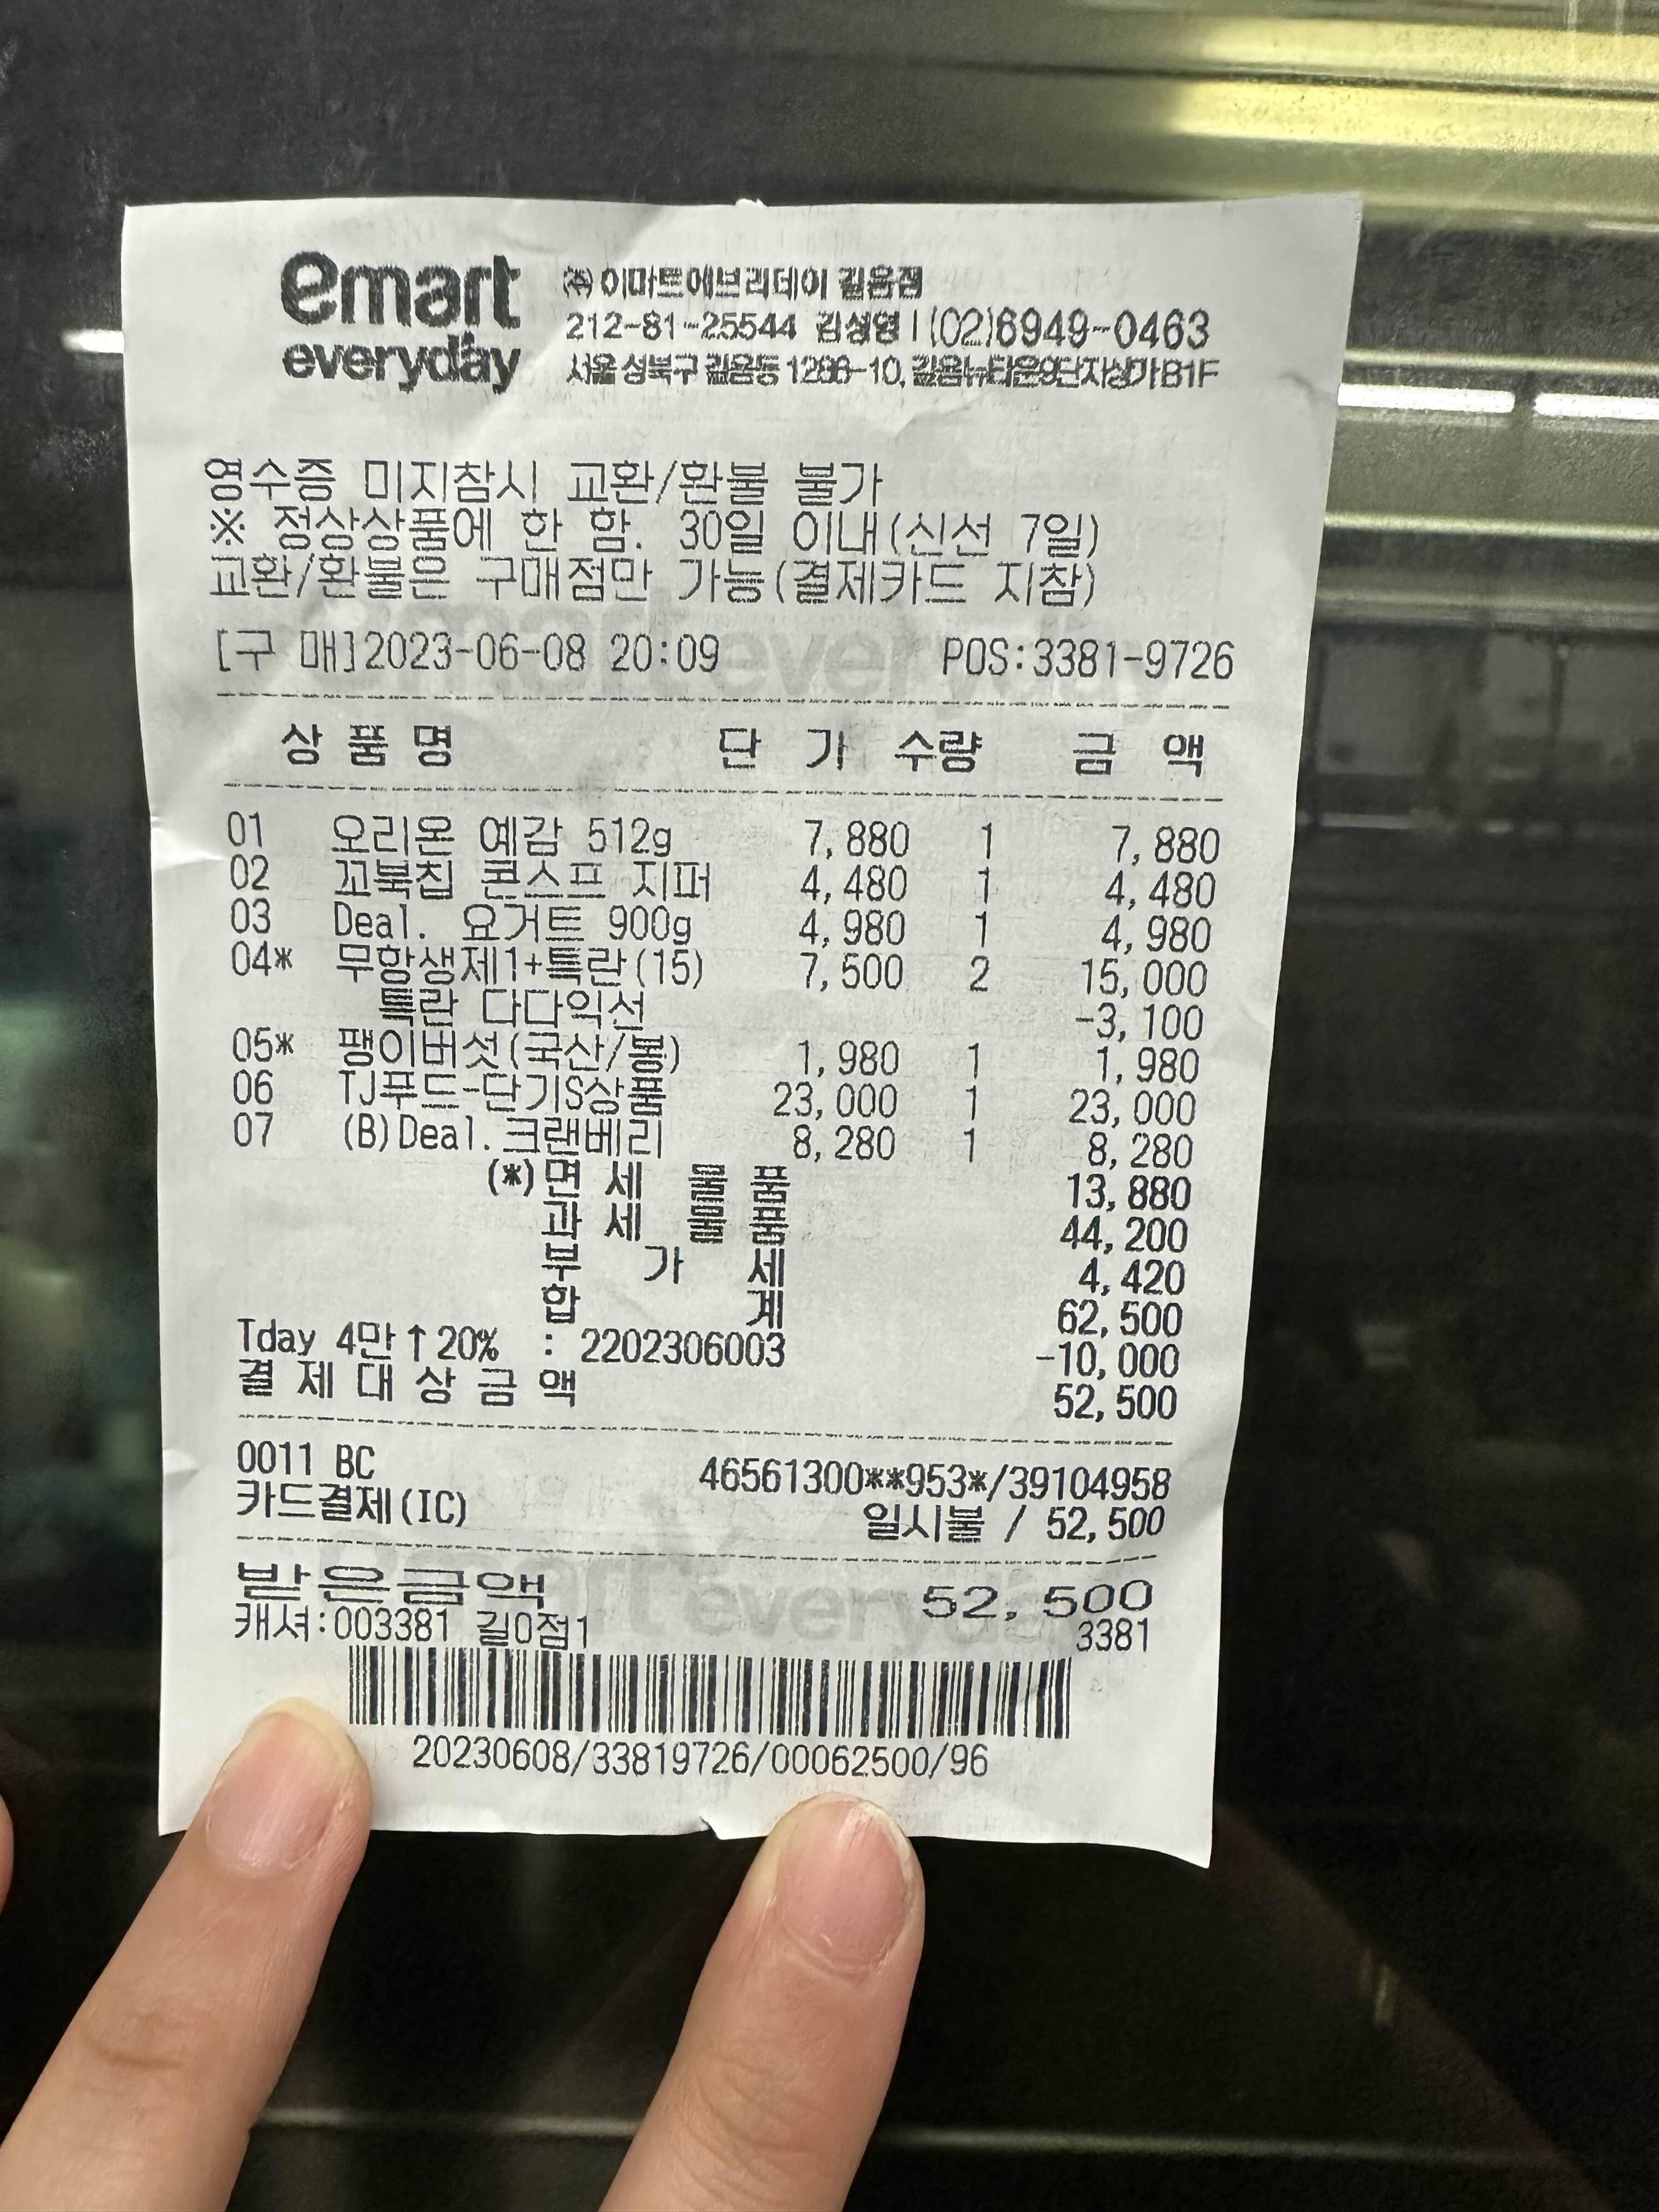 emart
everyday
㈜이마트에브리데이 길음점
212-81-25544 김성영 | (02)6949-0463
서울 성북구 길음동 1286-10, 길음뉴타운9단지상가B1F
영수증 미지참시 교환/환불 불가
※ 정상상품에 한 함. 30일 이내(신선 7일)
교환/환불은 구매점만 가능(결제카드 지참)
[구 매]2023-06-08 20:09 POS:3381-9726
상 품 명 단 가 수량 금 액
01 오리온 예감 512g 7,880 1 7,880
02 꼬북칩 콘스프 지퍼 4,480 1 4,480
03 Deal. 요거트 900g 4,980 1 4,980
04* 무항생제1+특란(15) 7,500 2 15,000
특란 다다익선 -3,100
05* 팽이버섯(국산/봉) 1,980 1 1,980
06 TJ푸드-단기S상품 23,000 1 23,000
07 (B)Deal.크랜베리 8,280 1 8,280
(*)면 세 물 품 13,880
과 세 물 품 44,200
부 가 세 4,420
합 계 62,500
Tday 4만↑20% : 2202306003 -10,000
결 제 대 상 금 액 52,500
0011 BC 46561300**953*/39104958
카드결제(IC) 일시불 / 52,500
받은금액 52,500
캐셔:003381 길0점1 3381
20230608/33819726/00062500/96